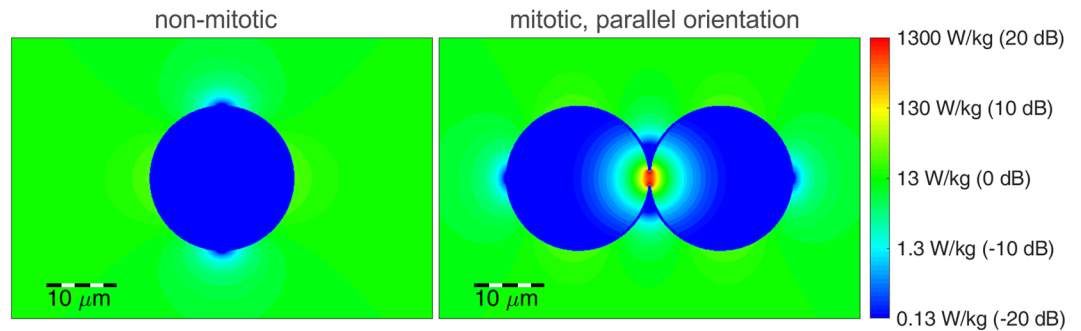 non-mitotic
mitotic, parallel orientation
1300 W/kg (20 dB)
130 W/kg (10 dB)
13 W/kg (0 dB)
1.3 W/kg (-10 dB)
0.13 W/kg (-20 dB)
10 μm
10 μm